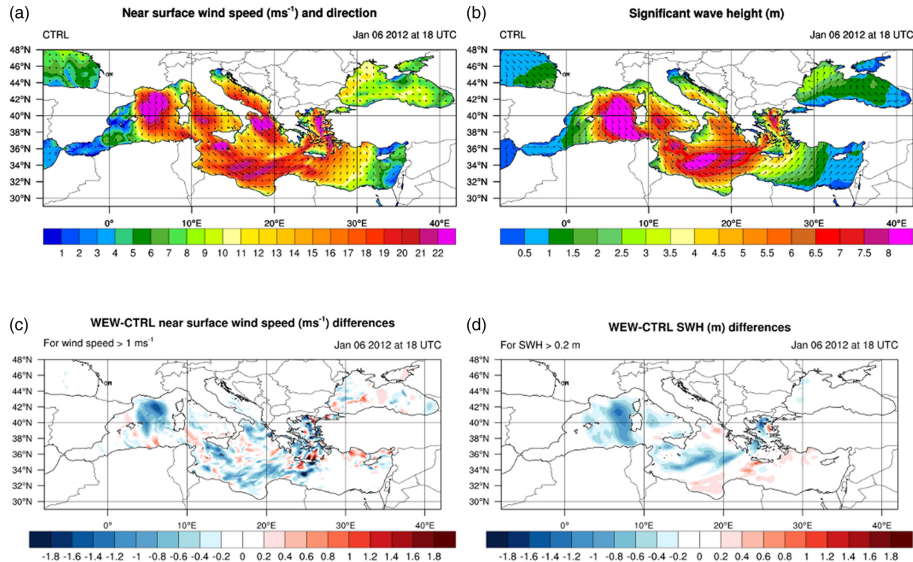 (a) Near surface wind speed (ms⁻¹) and direction
CTRL Jan 06 2012 at 18 UTC
48°N
46°N
44°N
42°N
40°N
38°N
36°N
34°N
32°N
30°N
0° 10°E 20°E 30°E 40°E
1 2 3 4 5 6 7 8 9 10 11 12 13 14 15 16 17 18 19 20 21 22
(b) Significant wave height (m)
CTRL Jan 06 2012 at 18 UTC
48°N
46°N
44°N
42°N
40°N
38°N
36°N
34°N
32°N
30°N
0° 10°E 20°E 30°E 40°E
0.5 1 1.5 2 2.5 3 3.5 4 4.5 5 5.5 6 6.5 7 7.5 8
(c) WEW-CTRL near surface wind speed (ms⁻¹) differences
For wind speed > 1 ms⁻¹ Jan 06 2012 at 18 UTC
48°N
46°N
44°N
42°N
40°N
38°N
36°N
34°N
32°N
30°N
0° 10°E 20°E 30°E 40°E
-1.8 -1.6 -1.4 -1.2 -1 -0.8 -0.6 -0.4 -0.2 0 0.2 0.4 0.6 0.8 1 1.2 1.4 1.6 1.8
(d) WEW-CTRL SWH (m) differences
For SWH > 0.2 m Jan 06 2012 at 18 UTC
48°N
46°N
44°N
42°N
40°N
38°N
36°N
34°N
32°N
30°N
0° 10°E 20°E 30°E 40°E
-1.8 -1.6 -1.4 -1.2 -1 -0.8 -0.6 -0.4 -0.2 0 0.2 0.4 0.6 0.8 1 1.2 1.4 1.6 1.8